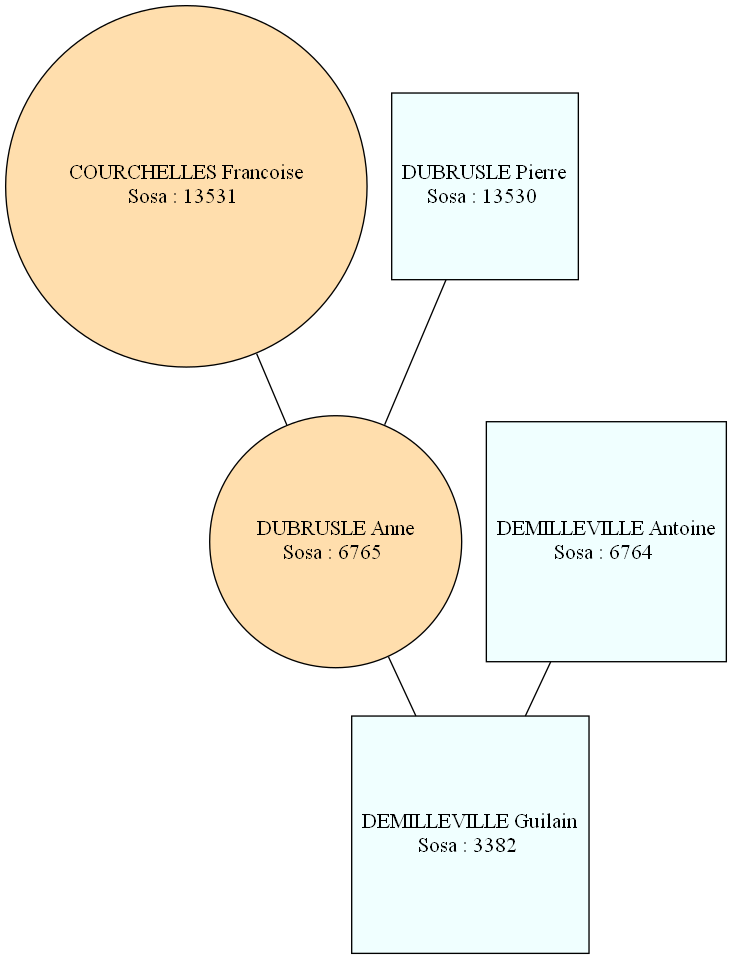 COURCHELLES Francoise
Sosa : 13531
DUBRUSLE Pierre
Sosa : 13530
DUBRUSLE Anne
Sosa : 6765
DEMILLEVILLE Antoine
Sosa : 6764
DEMILLEVILLE Guilain
Sosa : 3382